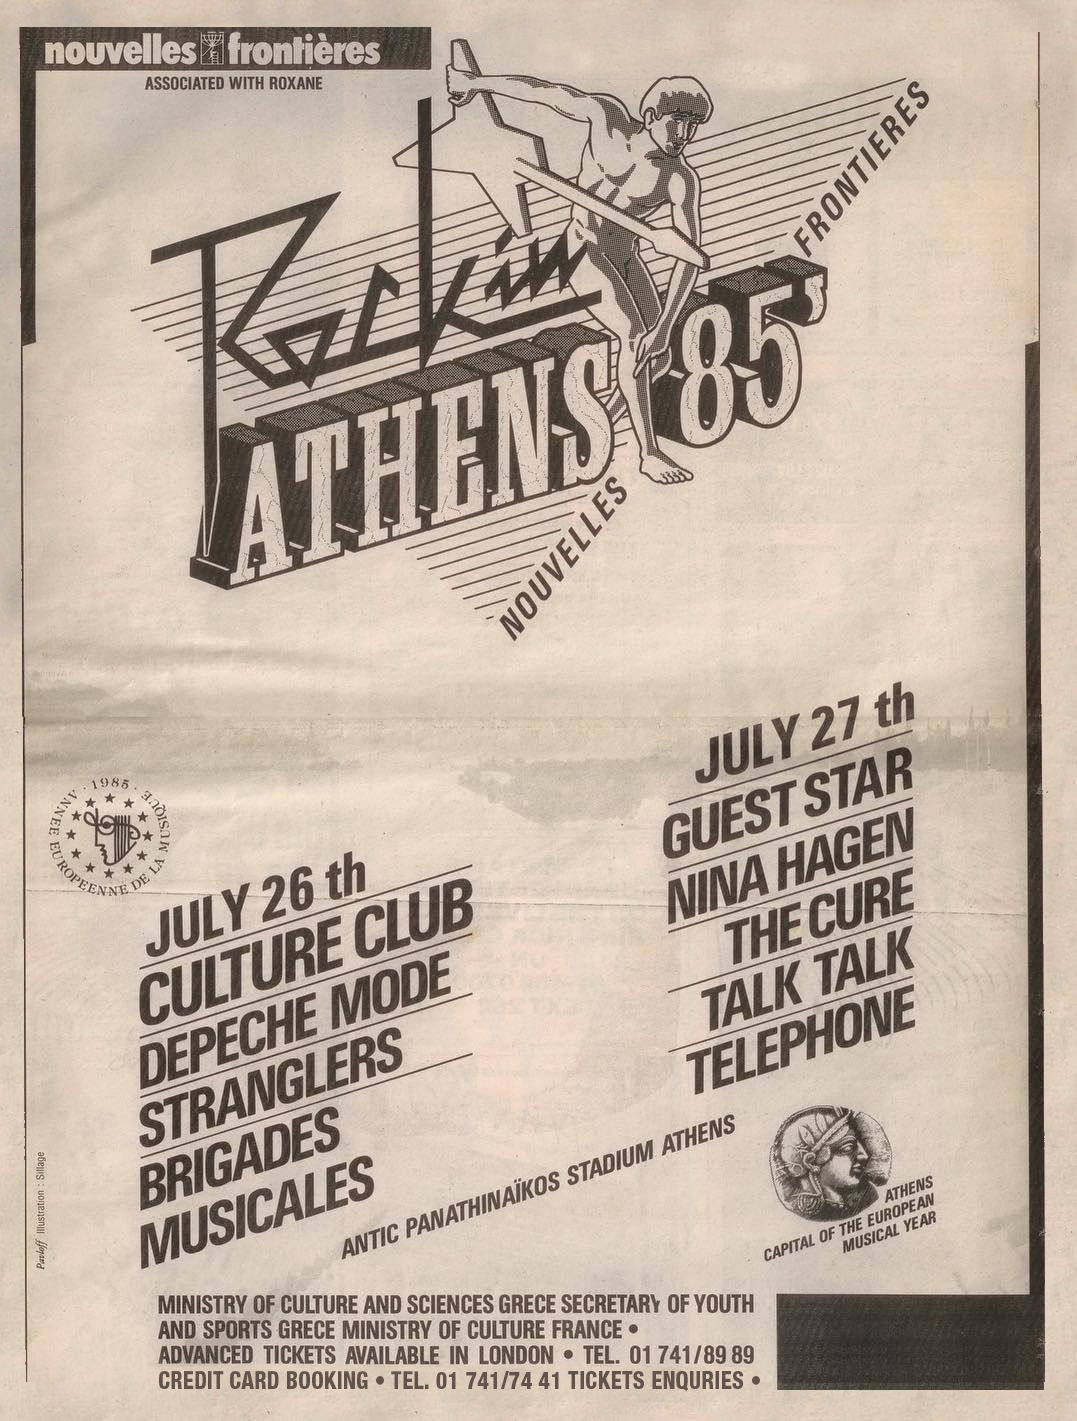 nouvelles frontières
ASSOCIATED WITH ROXANE
Rock in
ATHENS '85'
NOUVELLES FRONTIERES
· 1985 · ANNEE EUROPEENNE DE LA MUSIQUE
JULY 26 th
CULTURE CLUB
DEPECHE MODE
STRANGLERS
BRIGADES
MUSICALES
JULY 27 th
GUEST STAR
NINA HAGEN
THE CURE
TALK TALK
TELEPHONE
ANTIC PANATHINAÏKOS STADIUM ATHENS
ATHENS
CAPITAL OF THE EUROPEAN
MUSICAL YEAR
Pavloff Illustration : Sillage
MINISTRY OF CULTURE AND SCIENCES GRECE SECRETARY OF YOUTH
AND SPORTS GRECE MINISTRY OF CULTURE FRANCE •
ADVANCED TICKETS AVAILABLE IN LONDON • TEL. 01 741/89 89
CREDIT CARD BOOKING • TEL. 01 741/74 41 TICKETS ENQURIES •